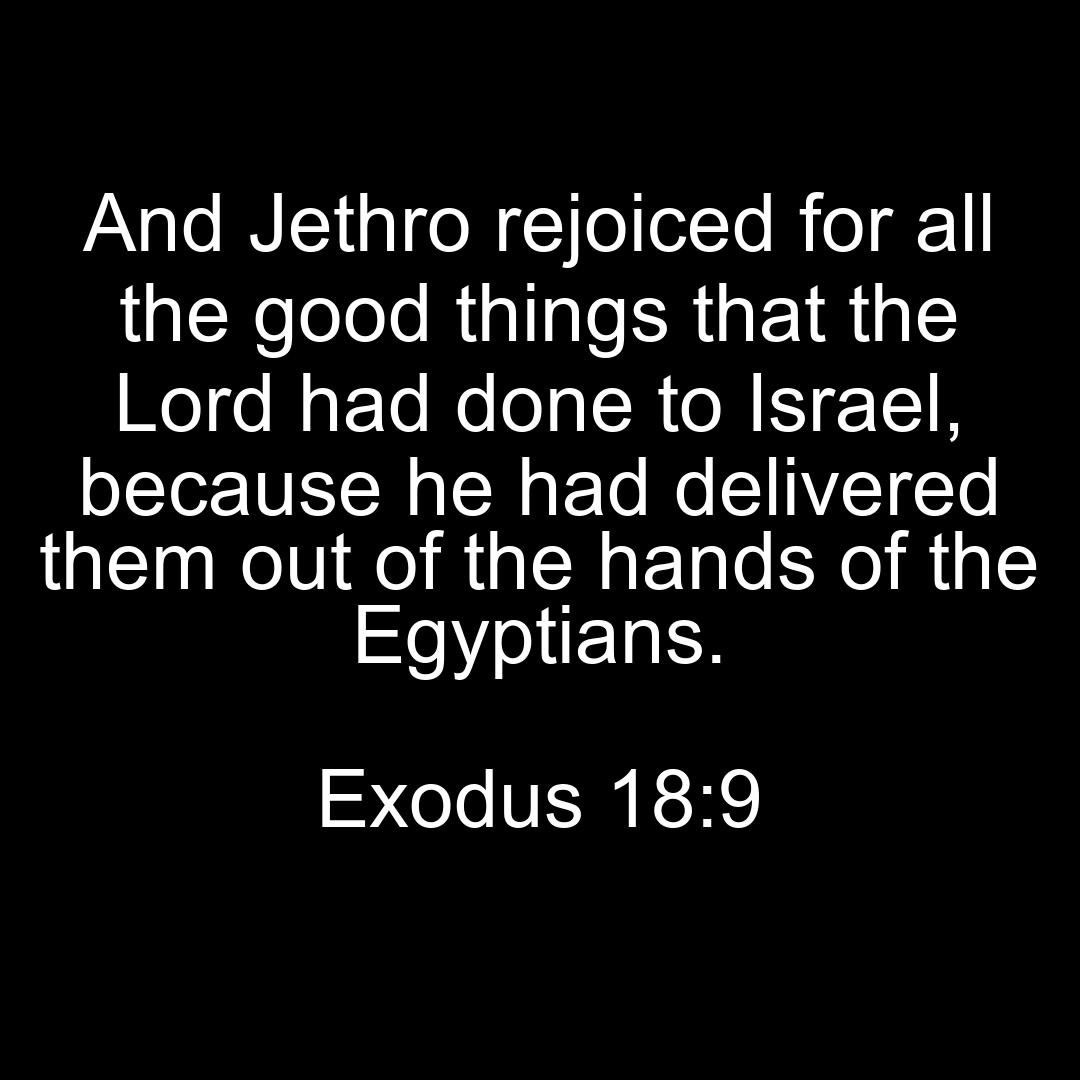 And Jethro rejoiced for all
the good things that the
Lord had done to Israel,
because he had delivered
them out of the hands of the
Egyptians.
Exodus 18:9